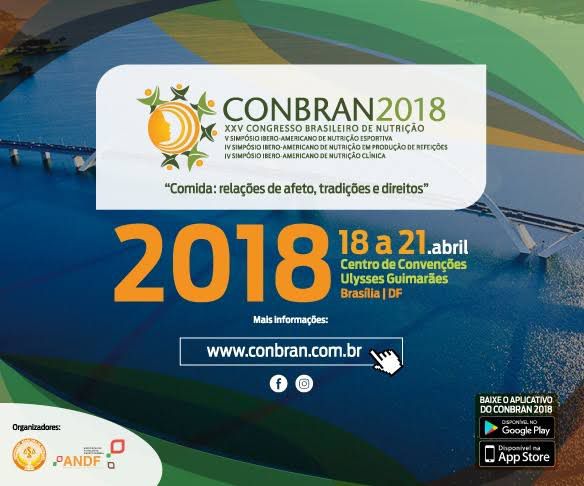 CONBRAN2018
XXV CONGRESSO BRASILEIRO DE NUTRIÇÃO
V SIMPÓSIO IBERO-AMERICANO DE NUTRIÇÃO ESPORTIVA
IV SIMPÓSIO IBERO-AMERICANO DE NUTRIÇÃO EM PRODUÇÃO DE REFEIÇÕES
IV SIMPÓSIO IBERO-AMERICANO DE NUTRIÇÃO CLÍNICA
“Comida: relações de afeto, tradições e direitos”
2018
18 a 21.abril
Centro de Convenções
Ulysses Guimarães
Brasília | DF
Mais informações:
www.conbran.com.br
Organizadores:
ANDF
BAIXE O APLICATIVO
DO CONBRAN 2018
DISPONÍVEL NO
Google Play
Disponível na
App Store